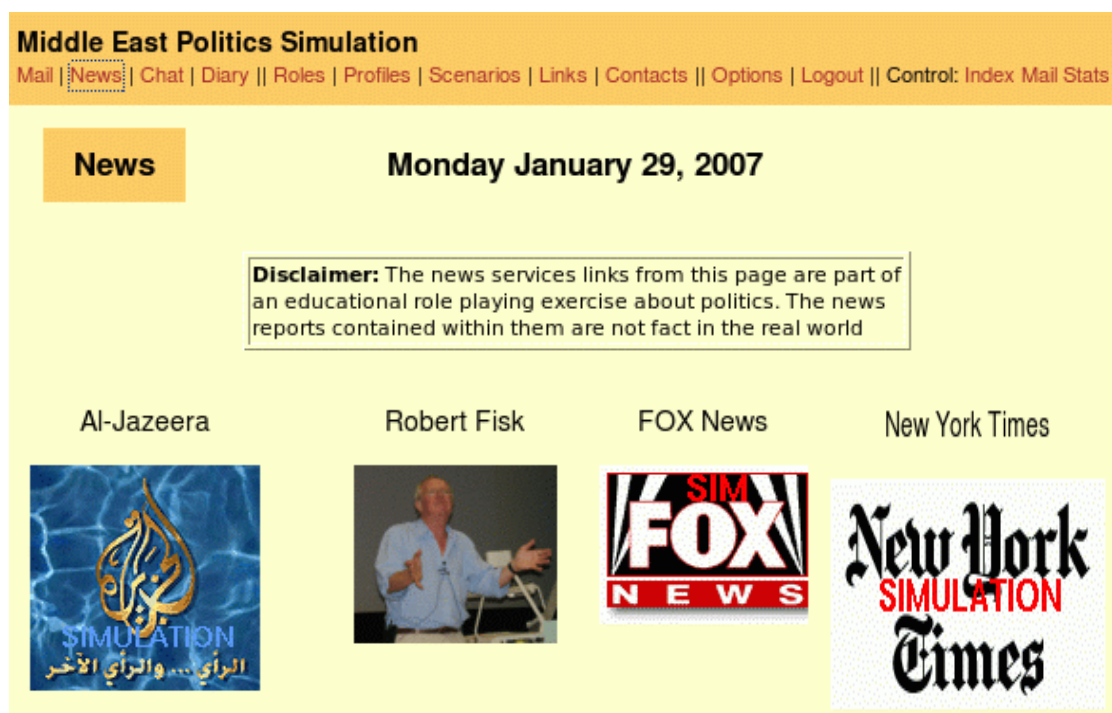 Middle East Politics Simulation
Mail | News | Chat | Diary || Roles | Profiles | Scenarios | Links | Contacts || Options | Logout || Control: Index Mail Stats
News
Monday January 29, 2007
Disclaimer: The news services links from this page are part of
an educational role playing exercise about politics. The news
reports contained within them are not fact in the real world
Al-Jazeera
Robert Fisk
FOX News
New York Times
الجزيرة
SIMULATION
الرأي ... والرأي الآخر
SIM
FOX
NEWS
New York
SIMULATION
Times